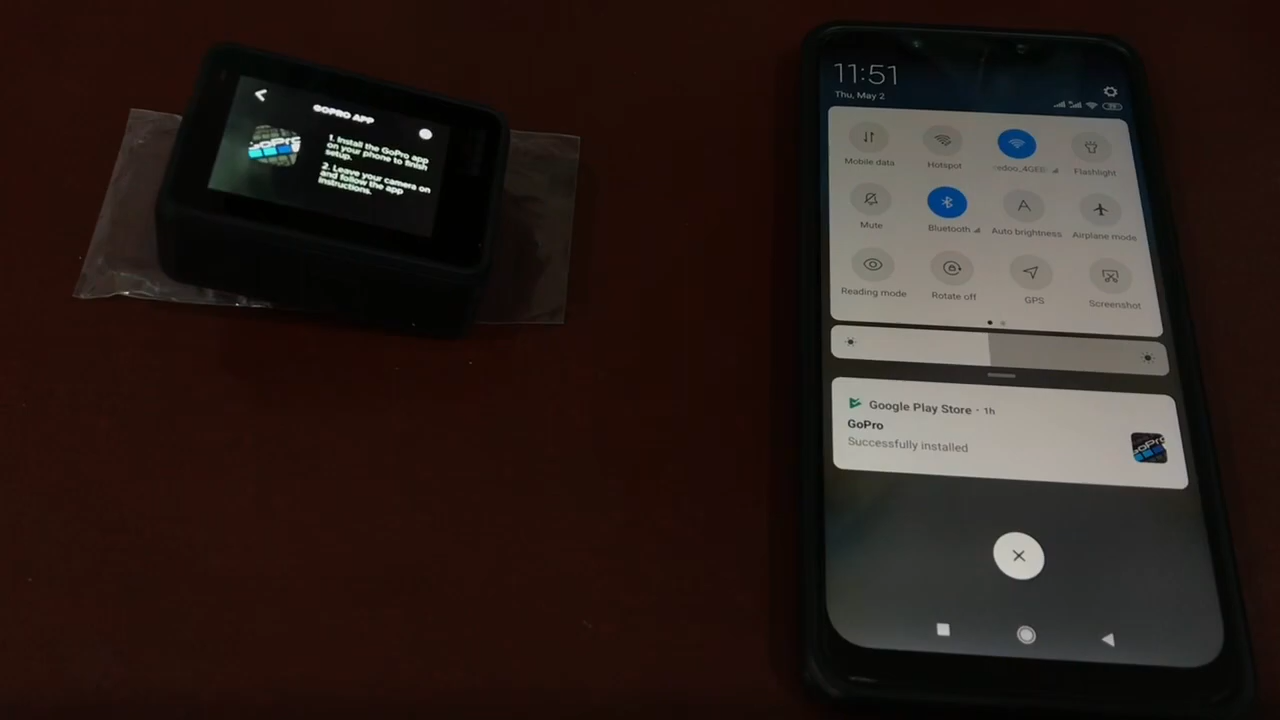 GOPRO APP
GoPro
1. Install the GoPro app
on your phone to finish
setup.
2. Leave your camera on
and follow the app
instructions.
11:51
Thu, May 2
Mobile data
Hotspot
Flashlight
Mute
Bluetooth
Auto brightness
Airplane mode
Reading mode
Rotate off
GPS
Screenshot
Google Play Store · 1h
GoPro
Successfully installed
GoPro